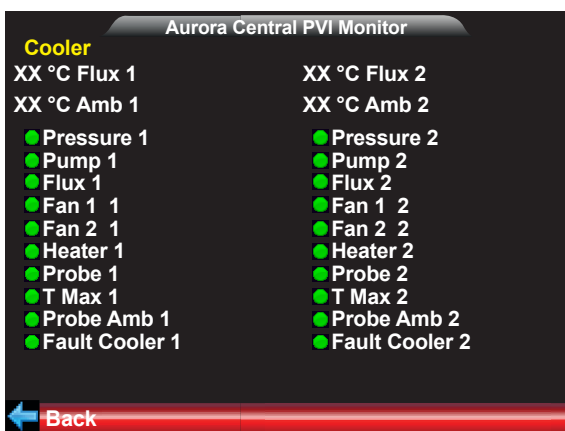 Aurora Central PVI Monitor
Cooler
XX °C Flux 1 XX °C Flux 2
XX °C Amb 1 XX °C Amb 2
Pressure 1 Pressure 2
Pump 1 Pump 2
Flux 1 Flux 2
Fan 1 1 Fan 1 2
Fan 2 1 Fan 2 2
Heater 1 Heater 2
Probe 1 Probe 2
T Max 1 T Max 2
Probe Amb 1 Probe Amb 2
Fault Cooler 1 Fault Cooler 2
Back